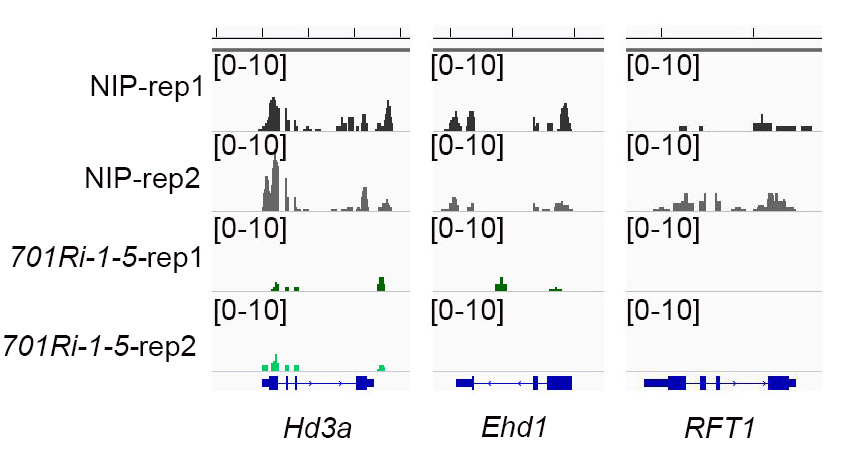 [0-10] [0-10] [0-10]
NIP-rep1
[0-10] [0-10] [0-10]
NIP-rep2
[0-10] [0-10] [0-10]
701Ri-1-5-rep1
[0-10] [0-10] [0-10]
701Ri-1-5-rep2
Hd3a Ehd1 RFT1